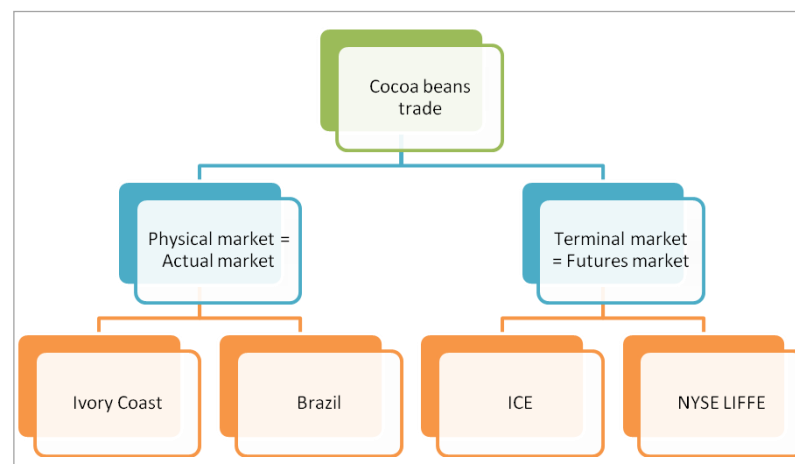 Cocoa beans
trade
Physical market =
Actual market
Terminal market
= Futures market
Ivory Coast
Brazil
ICE
NYSE LIFFE